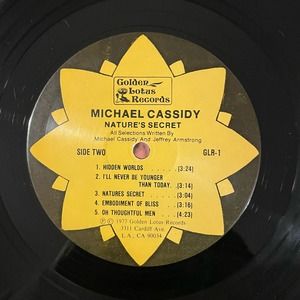 Golden
Lotus
Records
MICHAEL CASSIDY
NATURE'S SECRET
All Selections Written By
Michael Cassidy And Jeffrey Armstrong
SIDE TWO GLR-1
1. HIDDEN WORLDS . . . . . [3:24]
2. I'LL NEVER BE YOUNGER
THAN TODAY. [3:14]
3. NATURES SECRET . . . . . [3:04]
4. EMBODIMENT OF BLISS . . [3:16]
5. OH THOUGHTFUL MEN . . . [4:23]
Ⓟ © 1977 Golden Lotus Records
3711 Cardiff Ave.
L.A., CA 90034